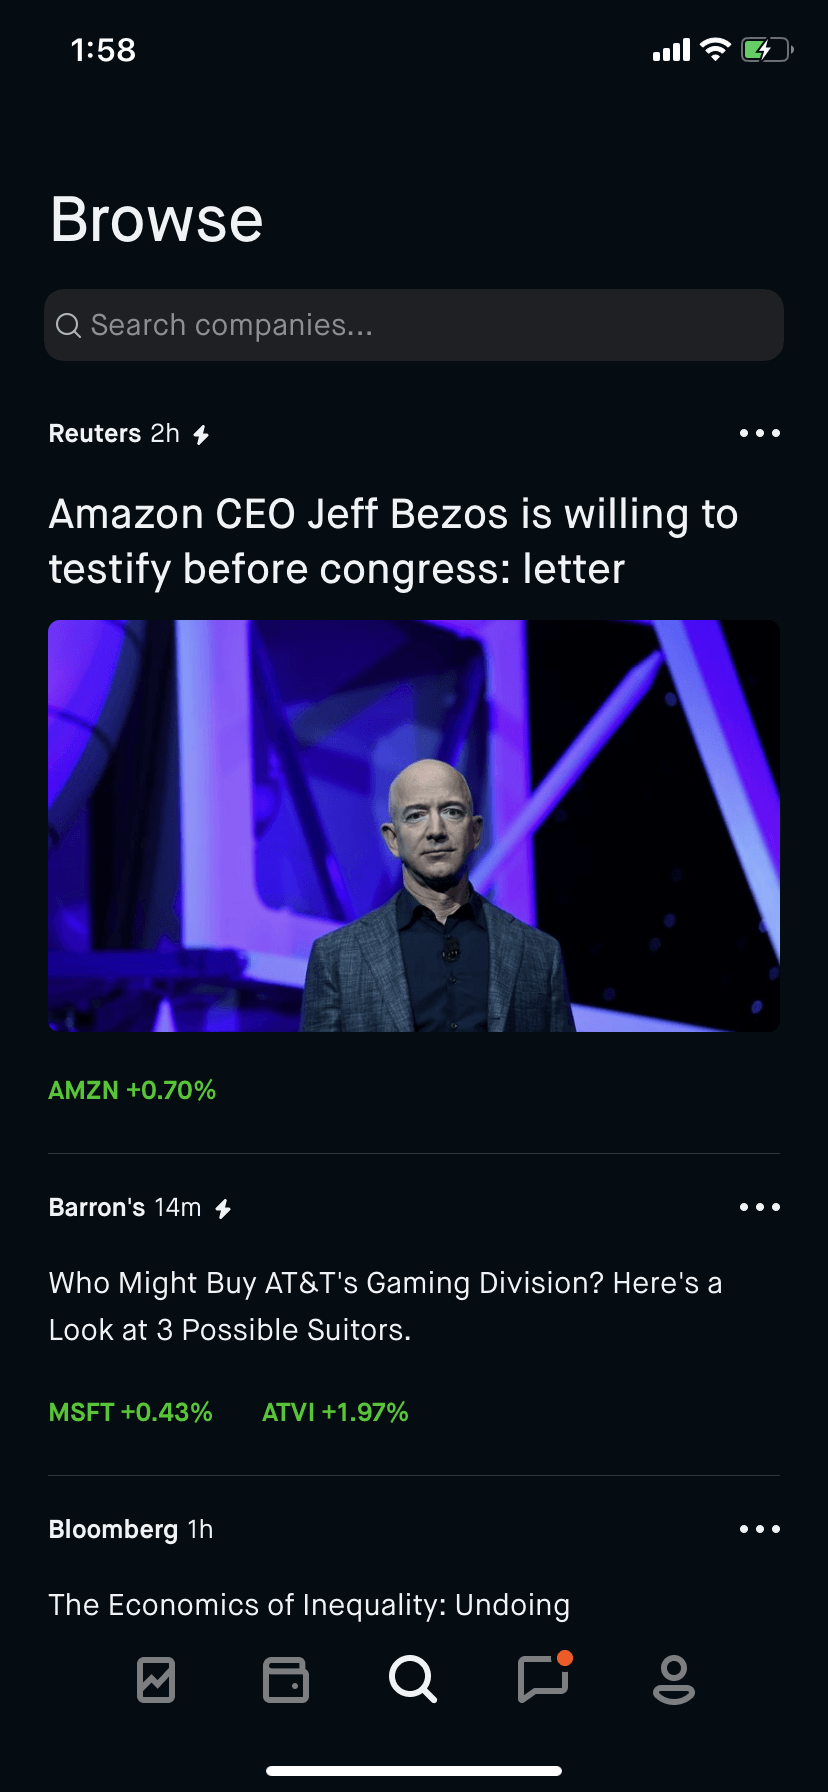 1:58
Browse
Search companies...
Reuters 2h
Amazon CEO Jeff Bezos is willing to
testify before congress: letter
AMZN +0.70%
Barron's 14m
Who Might Buy AT&T's Gaming Division? Here's a
Look at 3 Possible Suitors.
MSFT +0.43% ATVI +1.97%
Bloomberg 1h
The Economics of Inequality: Undoing